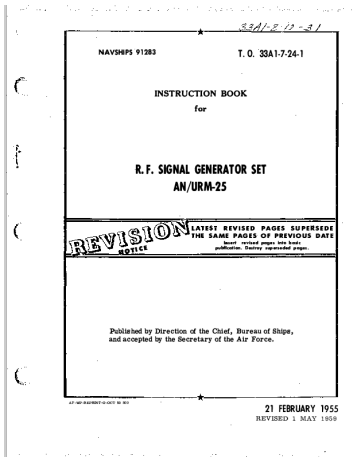 33A1-8-12-31
NAVSHIPS 91283
T. O. 33A1-7-24-1
INSTRUCTION BOOK
for
R. F. SIGNAL GENERATOR SET
AN/URM-25
REVISION
NOTICE
LATEST REVISED PAGES SUPERSEDE
THE SAME PAGES OF PREVIOUS DATE
Insert revised pages into basic
publication. Destroy superseded pages.
Published by Direction of the Chief, Bureau of Ships,
and accepted by the Secretary of the Air Force.
21 FEBRUARY 1955
REVISED 1 MAY 1959